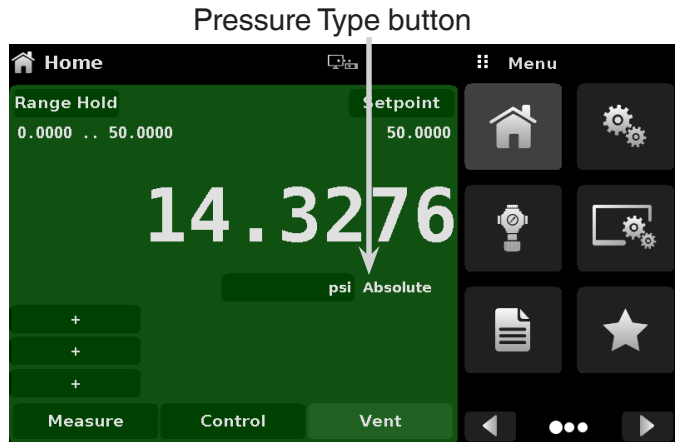 Pressure Type button
Home
Menu
Range Hold
Setpoint
0.0000 .. 50.0000
50.0000
14.3276
psi Absolute
+
+
+
Measure
Control
Vent